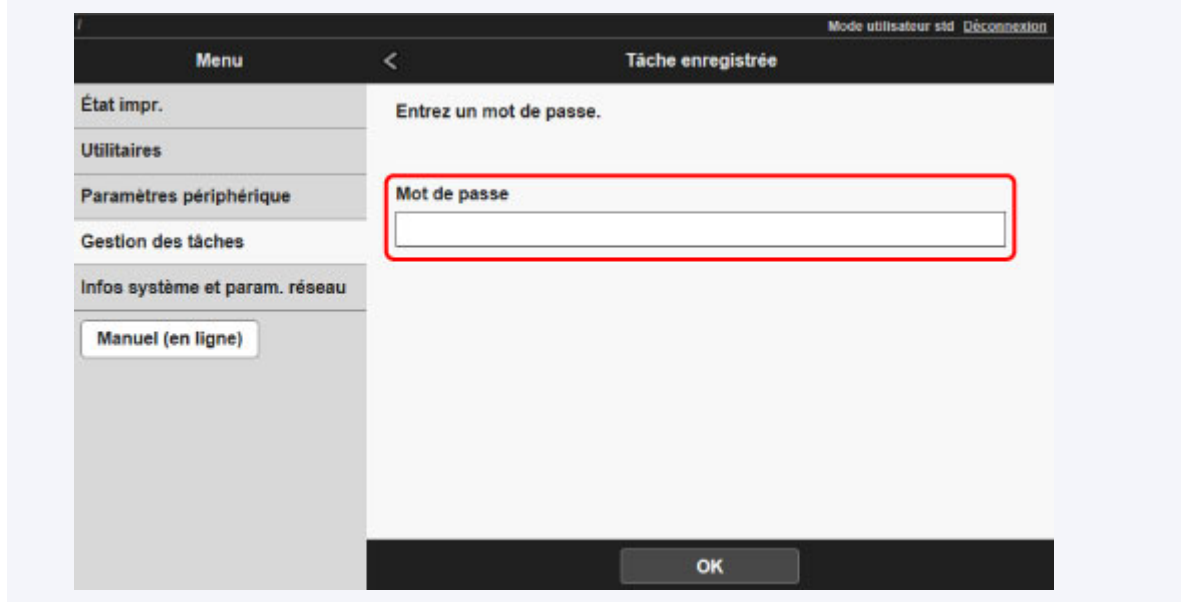 /
Mode utilisateur std Déconnexion
Menu
<
Tâche enregistrée
État impr.
Utilitaires
Paramètres périphérique
Gestion des tâches
Infos système et param. réseau
Manuel (en ligne)
Entrez un mot de passe.
Mot de passe
OK